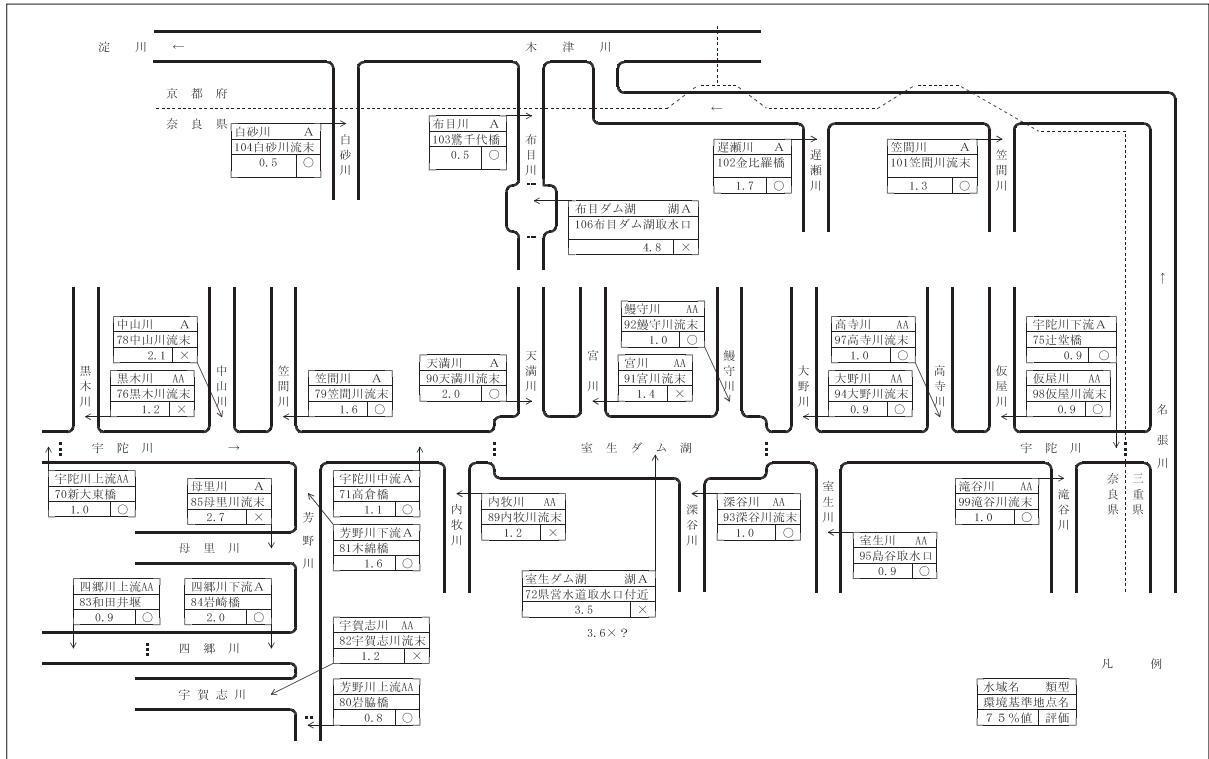 淀川 ←
木津川
京都府
奈良県
←
白砂川 A
104白砂川流末
0.5 ○
白砂川
布目川 A
103鷺千代橋
0.5 ○
布目川
遅瀬川 A
102金比羅橋
1.7 ○
遅瀬川
笠間川 A
101笠間川流末
1.3 ○
笠間川
布目ダム湖 湖A
106布目ダム湖取水口
4.8 ×
↑
黒木川
中山川 A
78中山川流末
2.1 ×
黒木川 AA
76黒木川流末
1.2 ×
中山川
笠間川
笠間川 A
79笠間川流末
1.6 ○
天満川 A
90天満川流末
2.0 ○
天満川
宮川
鰻守川 AA
92鰻守川流末
1.0 ○
宮川 AA
91宮川流末
1.4 ×
鰻守川
大野川
高寺川 AA
97高寺川流末
1.0 ○
大野川 AA
94大野川流末
0.9 ○
高寺川
仮屋川
宇陀川下流A
75辻堂橋
0.9 ○
仮屋川 AA
98仮屋川流末
0.9 ○
名張川
宇陀川 →
室生ダム湖
宇陀川
宇陀川上流AA
70新大東橋
1.0 ○
母里川 A
85母里川流末
2.7 ×
芳野川
宇陀川中流A
71高倉橋
1.1 ○
芳野川下流A
81木綿橋
1.6 ○
内牧川
内牧川 AA
89内牧川流末
1.2 ×
深谷川
深谷川 AA
93深谷川流末
1.0 ○
室生川
室生川 AA
95島谷取水口
0.9 ○
滝谷川 AA
99滝谷川流末
1.0 ○
滝谷川
奈良県
三重県
母里川
室生ダム湖 湖A
72県営水道取水口付近
3.5 ×
3.6×？
四郷川上流AA
83和田井堰
0.9 ○
四郷川下流A
84岩崎橋
2.0 ○
四郷川
宇賀志川 AA
82宇賀志川流末
1.2 ×
宇賀志川
芳野川上流AA
80岩脇橋
0.8 ○
凡例
水域名 類型
環境基準地点名
７５%値 評価